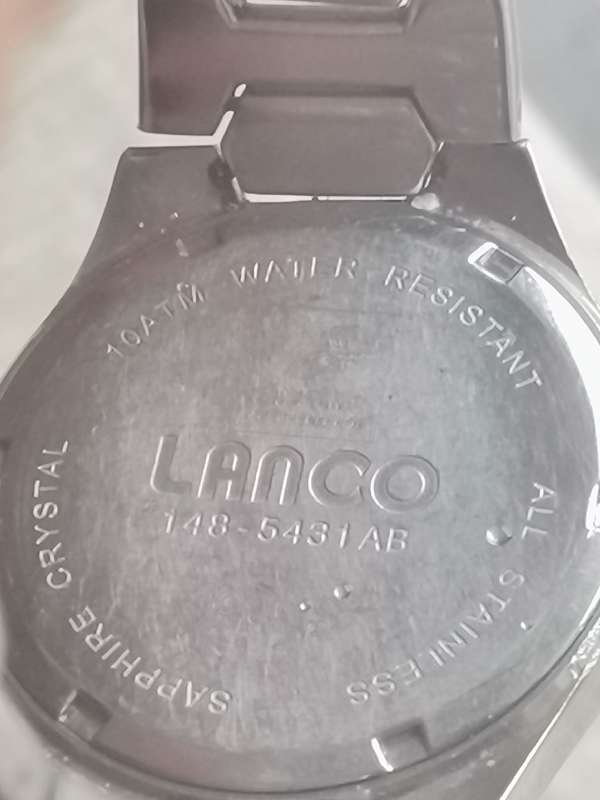 10ATM WATER RESISTANT
ALL STAINLESS
SAPPHIRE CRYSTAL
LANCO
148-5431AB